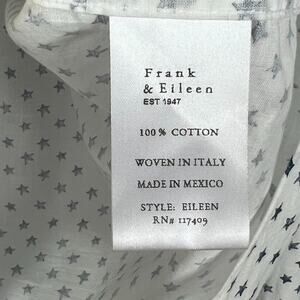 Frank
& Eileen
EST 1947
100% COTTON
WOVEN IN ITALY
MADE IN MEXICO
STYLE: EILEEN
RN# 117409